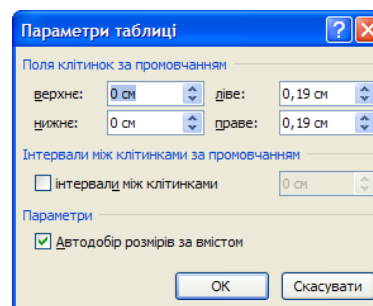 Параметри таблиці
Поля клітинок за промовчанням
верхнє: 0 см ліве: 0,19 см
нижнє: 0 см праве: 0,19 см
Інтервали між клітинками за промовчанням
інтервали між клітинками 0 см
Параметри
Автодобір розмірів за вмістом
ОК Скасувати